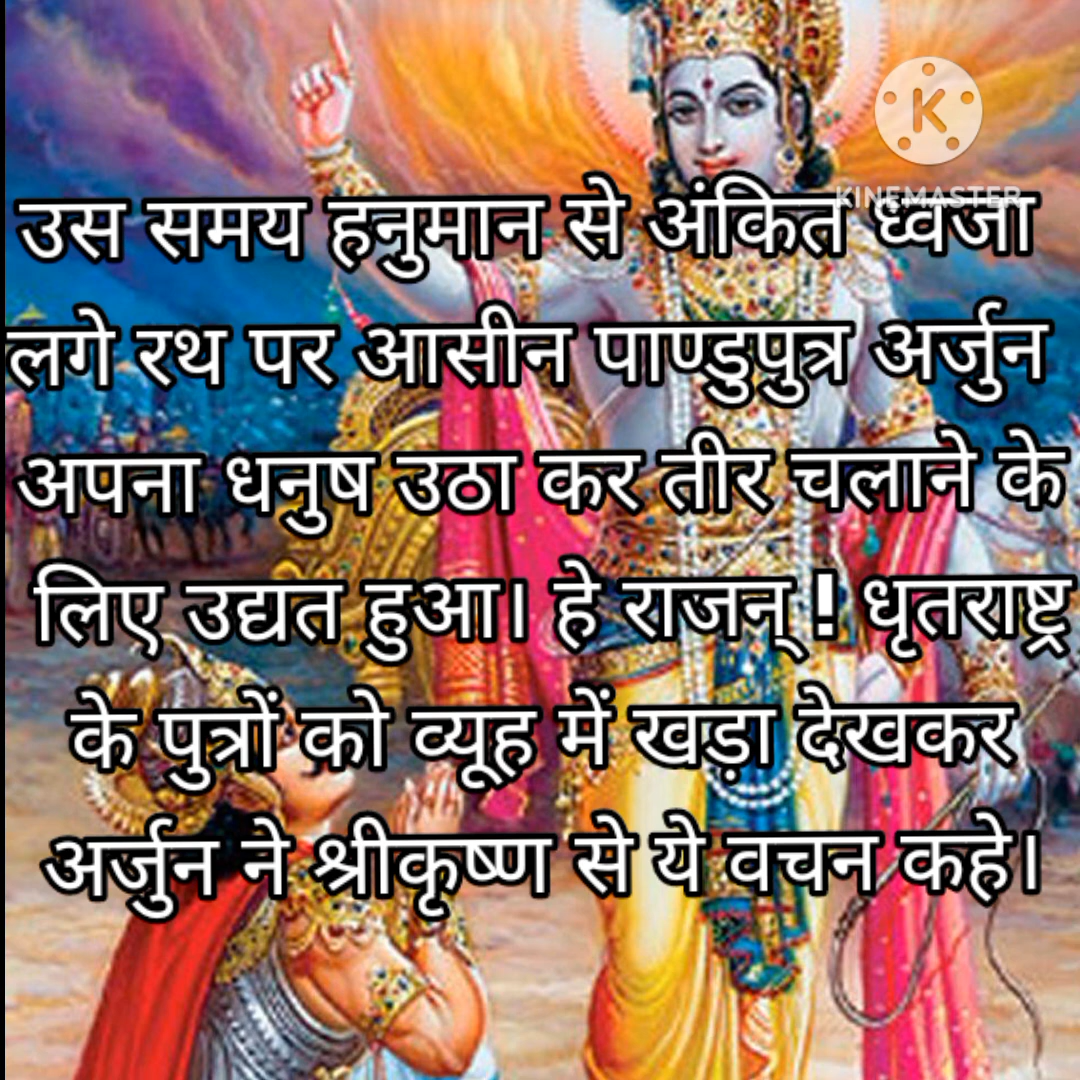 K
KINEMASTER
उस समय हनुमान से अंकित ध्वजा
लगे रथ पर आसीन पाण्डुपुत्र अर्जुन
अपना धनुष उठा कर तीर चलाने के
लिए उद्यत हुआ। हे राजन् ! धृतराष्ट्र
के पुत्रों को व्यूह में खड़ा देखकर
अर्जुन ने श्रीकृष्ण से ये वचन कहे।